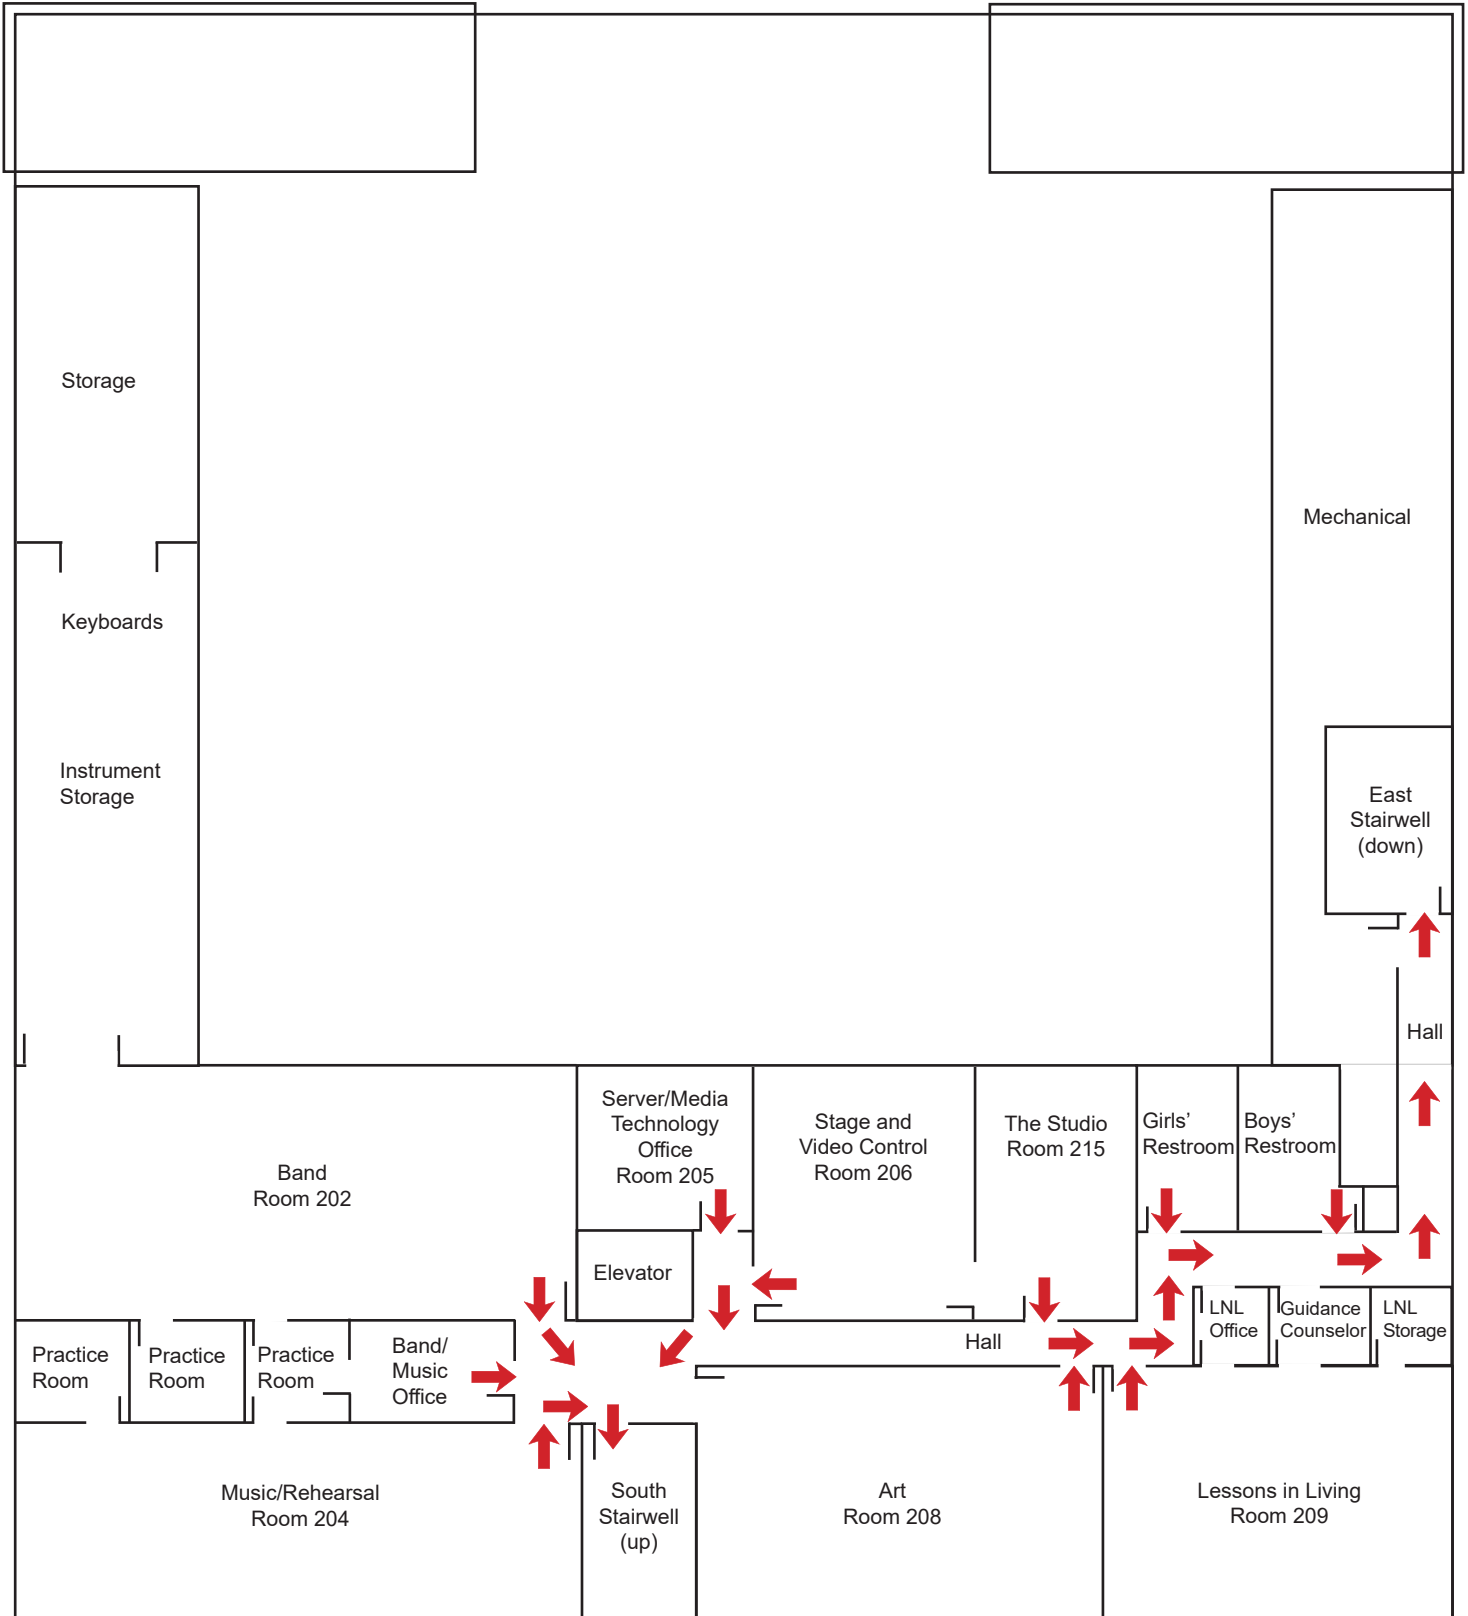 Storage
Mechanical
Keyboards
Instrument
Storage
East
Stairwell
(down)
Hall
Server/Media
Technology
Office
Room 205
Stage and
Video Control
Room 206
The Studio
Room 215
Girls’
Restroom
Boys’
Restroom
Band
Room 202
Elevator
Practice
Room
Practice
Room
Practice
Room
Band/
Music
Office
Hall
LNL
Office
Guidance
Counselor
LNL
Storage
Music/Rehearsal
Room 204
South
Stairwell
(up)
Art
Room 208
Lessons in Living
Room 209